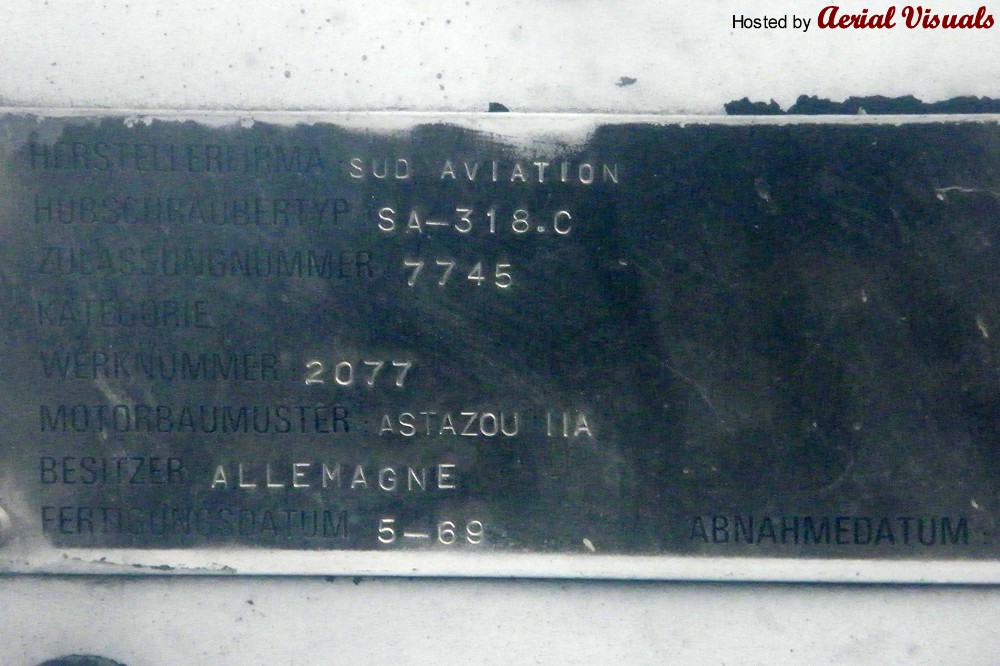 Hosted by Aerial Visuals
HERSTELLERFIRMA : SUD AVIATION
HUBSCHRAUBERTYP : SA-318.C
ZULASSUNGNUMMER : 7745
KATEGORIE
WERKNUMMER : 2077
MOTORBAUMUSTER : ASTAZOU IIA
BESITZER : ALLEMAGNE
FERTIGUNGSDATUM : 5-69 ABNAHMEDATUM :